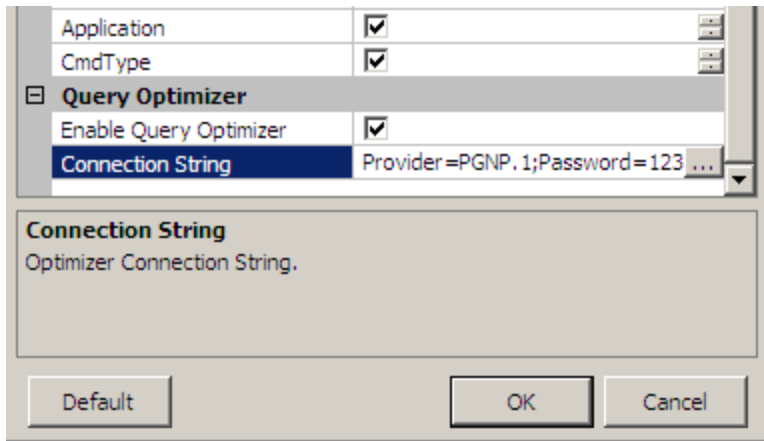 Application
CmdType
Query Optimizer
Enable Query Optimizer
Connection String Provider=PGNP.1;Password=123 ...
Connection String
Optimizer Connection String.
Default OK Cancel